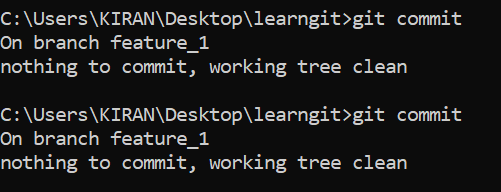 C:\Users\KIRAN\Desktop\learngit>git commit
On branch feature_1
nothing to commit, working tree clean
C:\Users\KIRAN\Desktop\learngit>git commit
On branch feature_1
nothing to commit, working tree clean